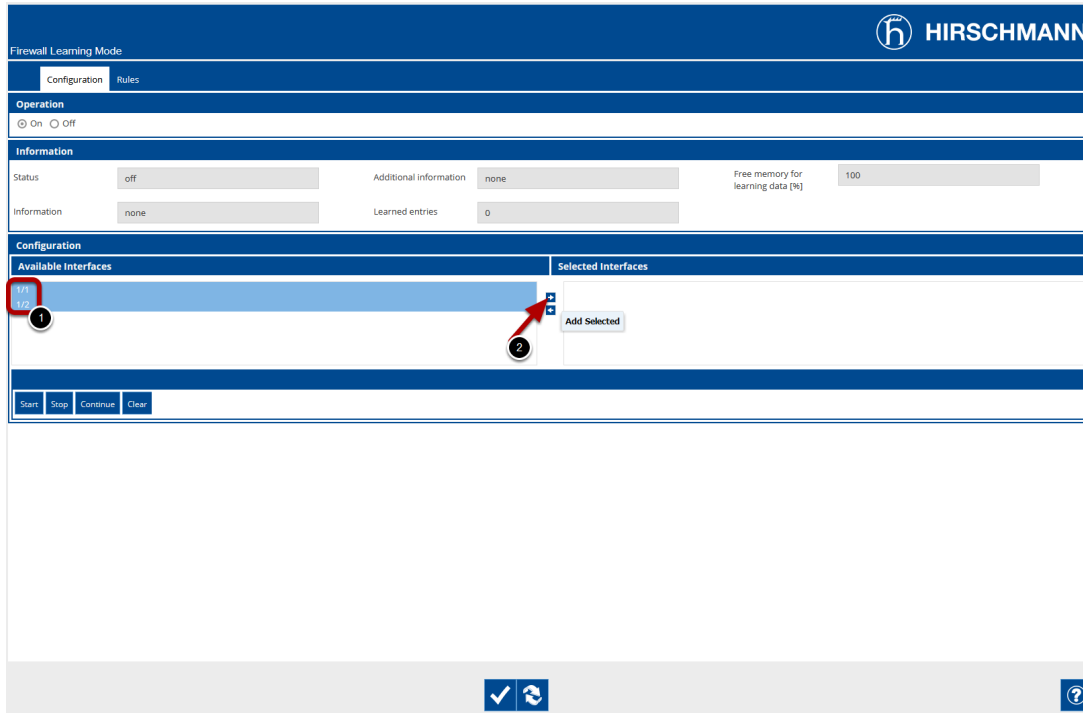 HIRSCHMANN
Firewall Learning Mode
Configuration Rules
Operation
On Off
Information
Status off Additional information none Free memory for 100
learning data [%]
Information none Learned entries 0
Configuration
Available Interfaces Selected Interfaces
1/1
1/2
1
Add Selected
2
Start Stop Continue Clear
?